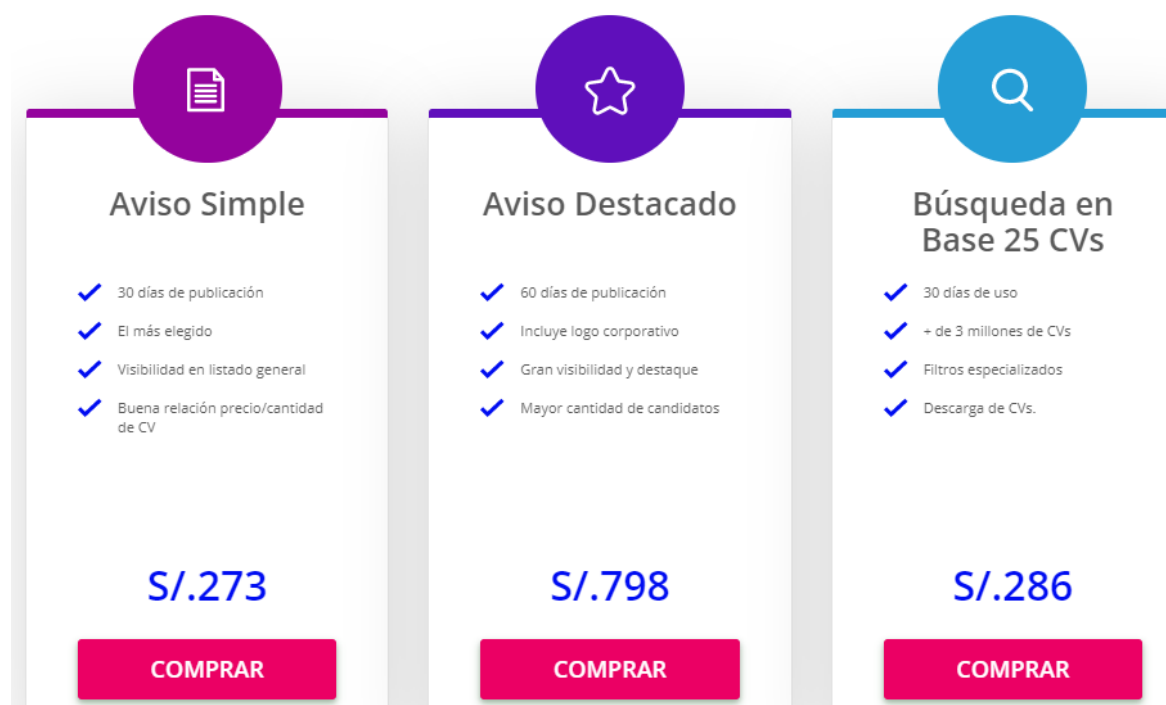 Aviso Simple
30 días de publicación
El más elegido
Visibilidad en listado general
Buena relación precio/cantidad
de CV
S/.273
COMPRAR
Aviso Destacado
60 días de publicación
Incluye logo corporativo
Gran visibilidad y destaque
Mayor cantidad de candidatos
S/.798
COMPRAR
Búsqueda en
Base 25 CVs
30 días de uso
+ de 3 millones de CVs
Filtros especializados
Descarga de CVs.
S/.286
COMPRAR